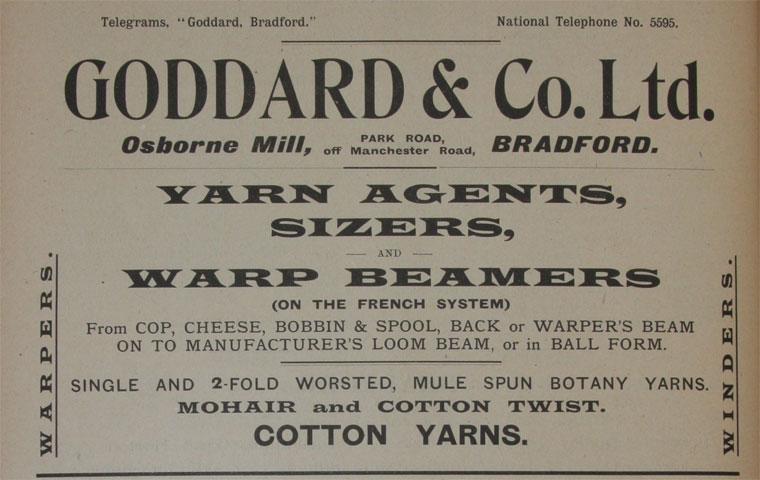 Telegrams, "Goddard, Bradford."
National Telephone No. 5595.
GODDARD & Co. Ltd.
Osborne Mill, PARK ROAD, off Manchester Road, BRADFORD.
YARN AGENTS,
SIZERS,
AND
WARP BEAMERS
(ON THE FRENCH SYSTEM)
From COP, CHEESE, BOBBIN & SPOOL, BACK or WARPER'S BEAM
ON TO MANUFACTURER'S LOOM BEAM, or in BALL FORM.
WARPERS.
WINDERS.
SINGLE AND 2-FOLD WORSTED, MULE SPUN BOTANY YARNS.
MOHAIR and COTTON TWIST.
COTTON YARNS.